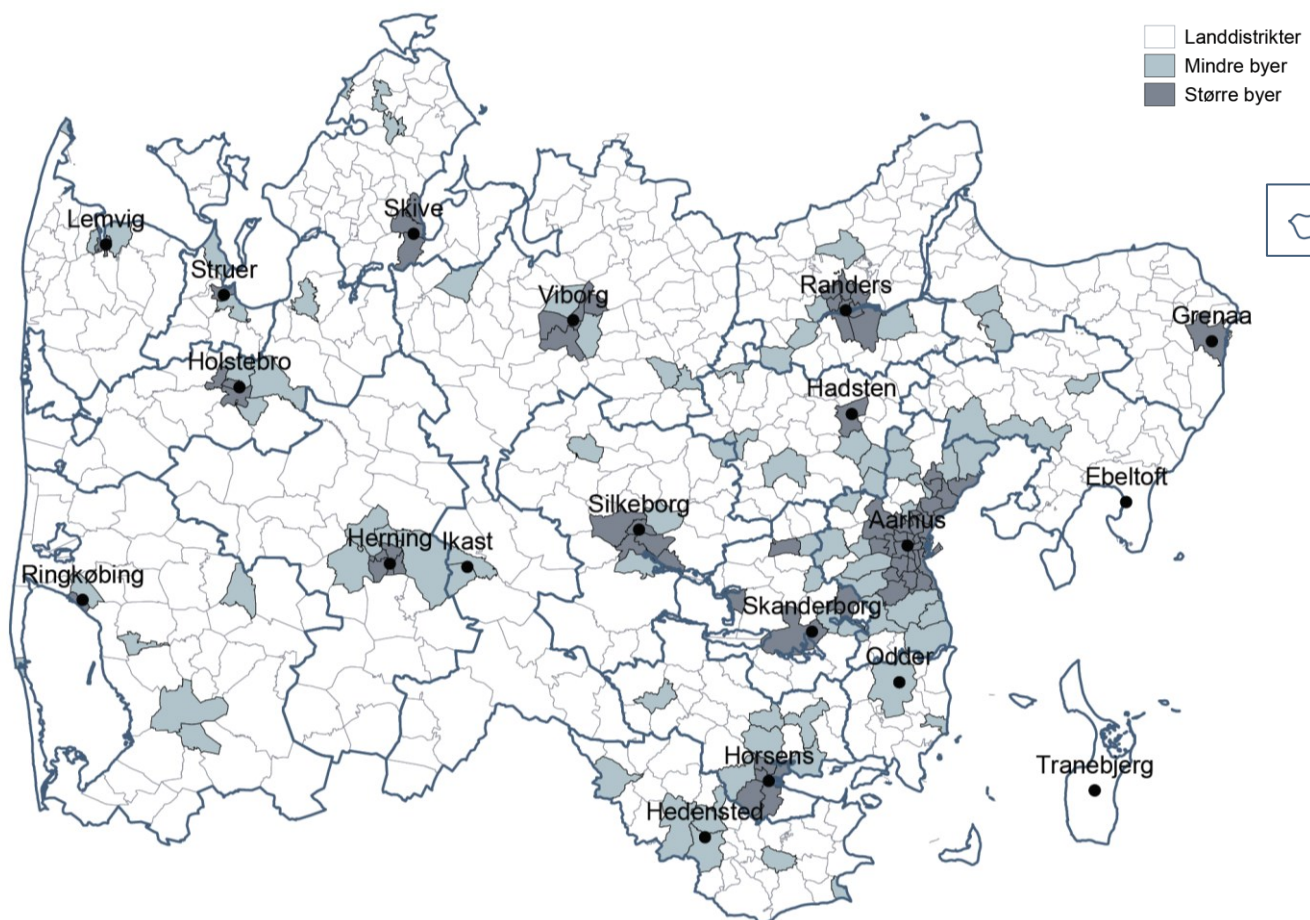 Landdistrikter
Mindre byer
Større byer
Lemvig
Skive
Struer
Viborg
Randers
Grenaa
Holstebro
Hadsten
Ebeltoft
Silkeborg
Aarhus
Herning
Ikast
Ringkøbing
Skanderborg
Odder
Horsens
Tranebjerg
Hedensted